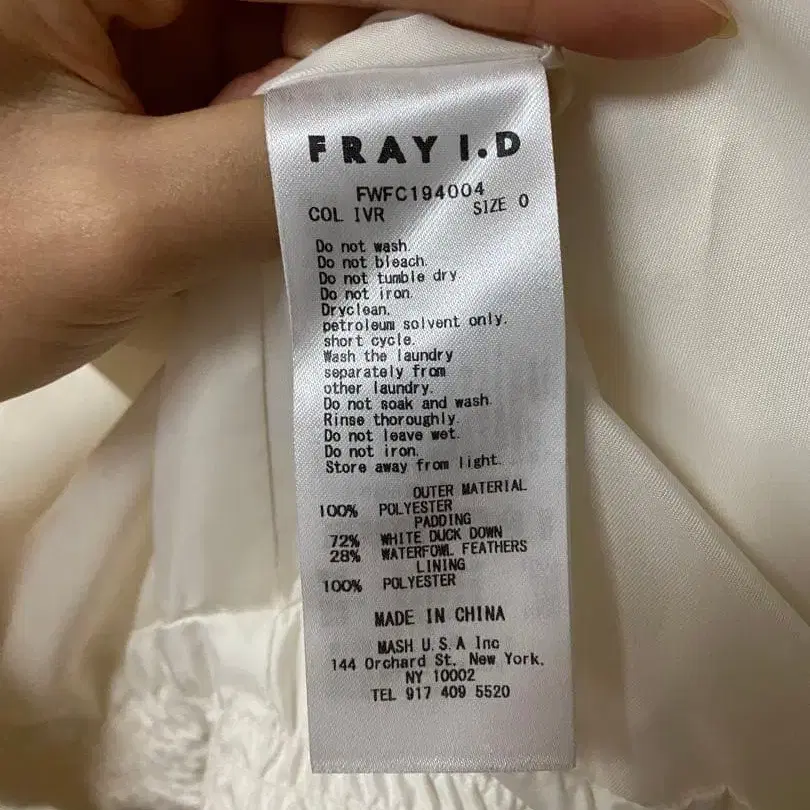 FRAY I.D
FWFC194004
COL IVR SIZE 0
Do not wash.
Do not bleach.
Do not tumble dry
Do not iron.
Dryclean,
petroleum solvent only.
short cycle.
Wash the laundry
separately from
other laundry.
Do not soak and wash.
Rinse thoroughly.
Do not leave wet.
Do not iron.
Store away from light.
OUTER MATERIAL
100% POLYESTER
PADDING
72% WHITE DUCK DOWN
28% WATERFOWL FEATHERS
LINING
100% POLYESTER
MADE IN CHINA
MASH U.S.A Inc
144 Orchard St. New York.
NY 10002
TEL 917 409 5520